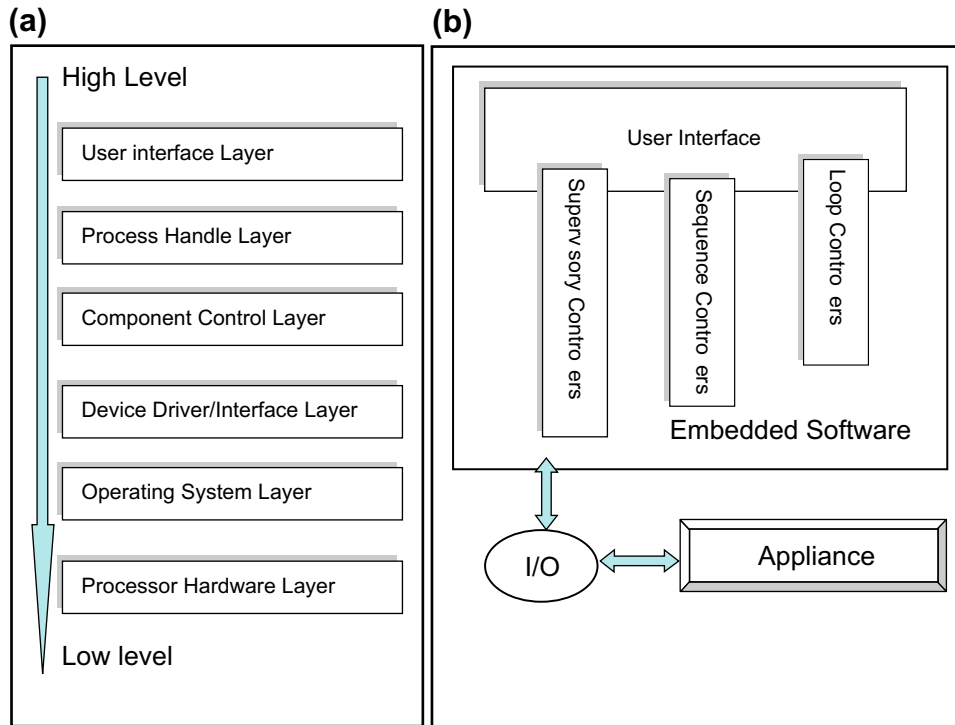 (a)
High Level
User interface Layer
Process Handle Layer
Component Control Layer
Device Driver/Interface Layer
Operating System Layer
Processor Hardware Layer
Low level
(b)
User Interface
Superv sory Contro ers
Sequence Contro ers
Loop Contro ers
Embedded Software
I/O
Appliance